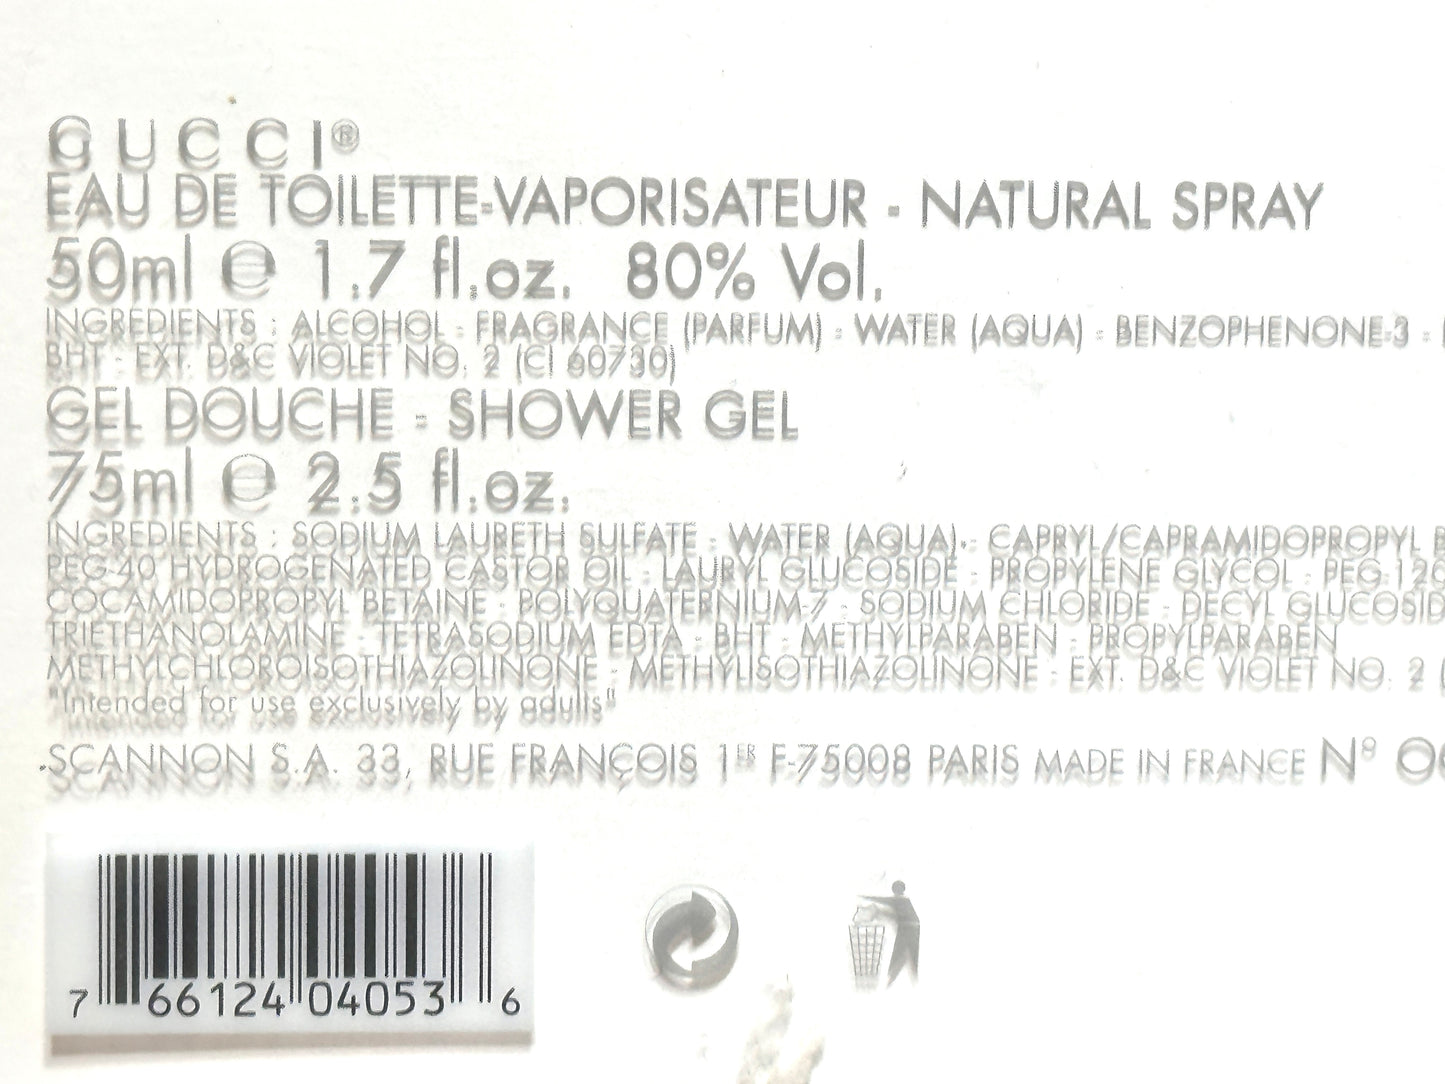 GUCCI®
EAU DE TOILETTE-VAPORISATEUR - NATURAL SPRAY
50ml e 1.7 fl.oz. 80% Vol.
INGREDIENTS : ALCOHOL - FRAGRANCE (PARFUM) - WATER (AQUA) - BENZOPHENONE-3 -
BHT - EXT. D&C VIOLET NO. 2 (CI 60730)
GEL DOUCHE - SHOWER GEL
75ml e 2.5 fl.oz.
INGREDIENTS : SODIUM LAURETH SULFATE - WATER (AQUA) - CAPRYL/CAPRAMIDOPROPYL
PEG-40 HYDROGENATED CASTOR OIL - LAURYL GLUCOSIDE - PROPYLENE GLYCOL - PEG-120
COCAMIDOPROPYL BETAINE - POLYQUATERNIUM-7 - SODIUM CHLORIDE - DECYL GLUCOSID
TRIETHANOLAMINE - TETRASODIUM EDTA - BHT - METHYLPARABEN - PROPYLPARABEN
METHYLCHLOROISOTHIAZOLINONE - METHYLISOTHIAZOLINONE - EXT. D&C VIOLET NO. 2 (
"Intended for use exclusively by adults"
SCANNON S.A. 33, RUE FRANÇOIS 1ER F-75008 PARIS MADE IN FRANCE N°
7 66124 04053 6